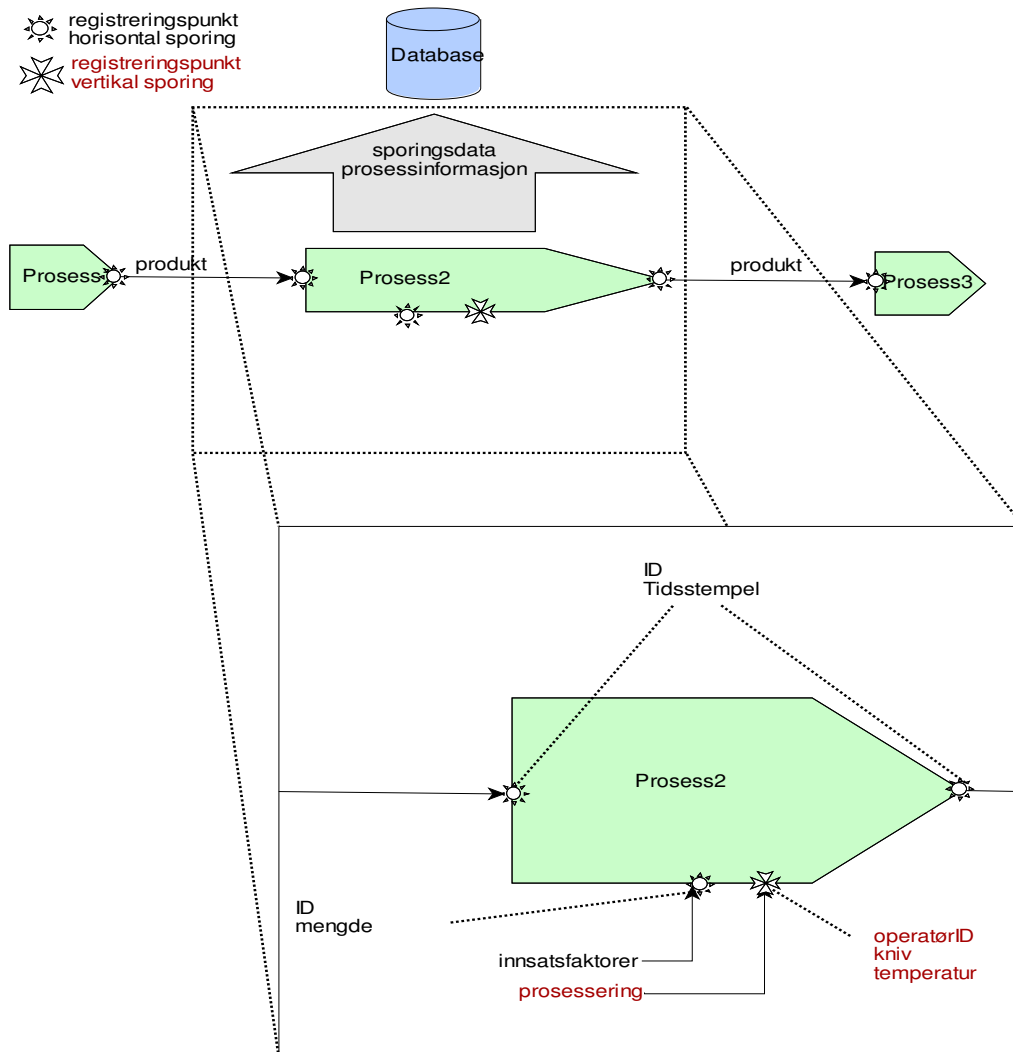 registreringspunkt
horisontal sporing
registreringspunkt
vertikal sporing
Database
sporingsdata
prosessinformasjon
Prosess
produkt
Prosess2
produkt
Prosess3
ID
Tidsstempel
Prosess2
ID
mengde
innsatsfaktorer
prosessering
operatørID
kniv
temperatur